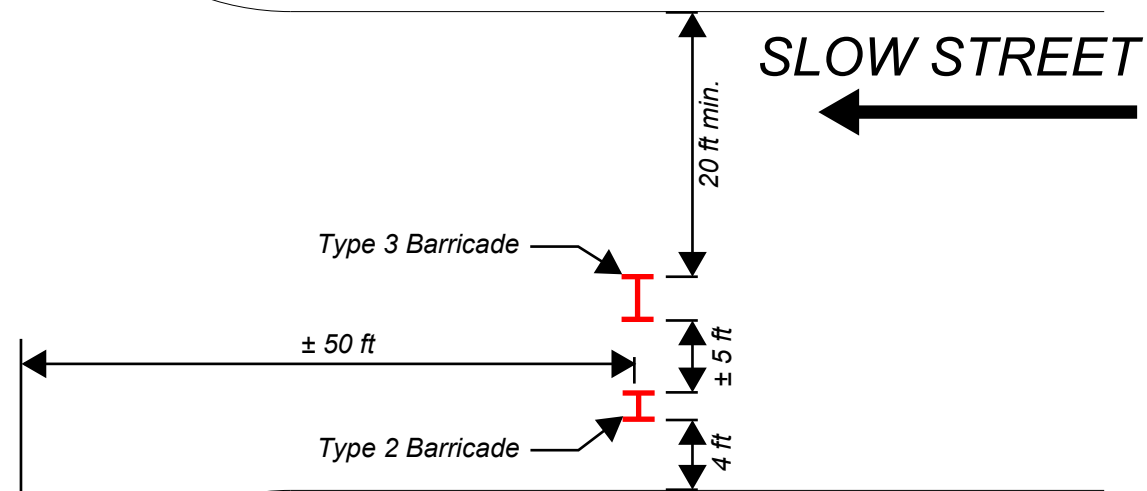 SLOW STREET
20 ft min.
Type 3 Barricade
± 50 ft
± 5 ft
Type 2 Barricade
4 ft